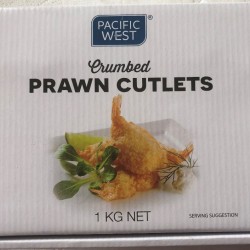 PACIFIC
WEST
Crumbed
PRAWN CUTLETS
1 KG NET
SERVING SUGGESTION